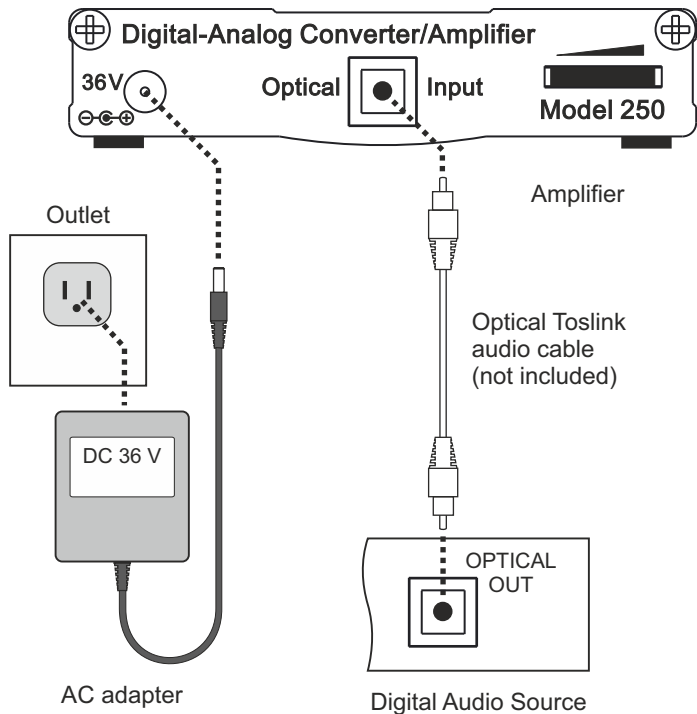 Digital-Analog Converter/Amplifier
36V
Optical
Input
Model 250
Amplifier
Outlet
Optical Toslink
audio cable
(not included)
DC 36 V
OPTICAL
OUT
AC adapter
Digital Audio Source